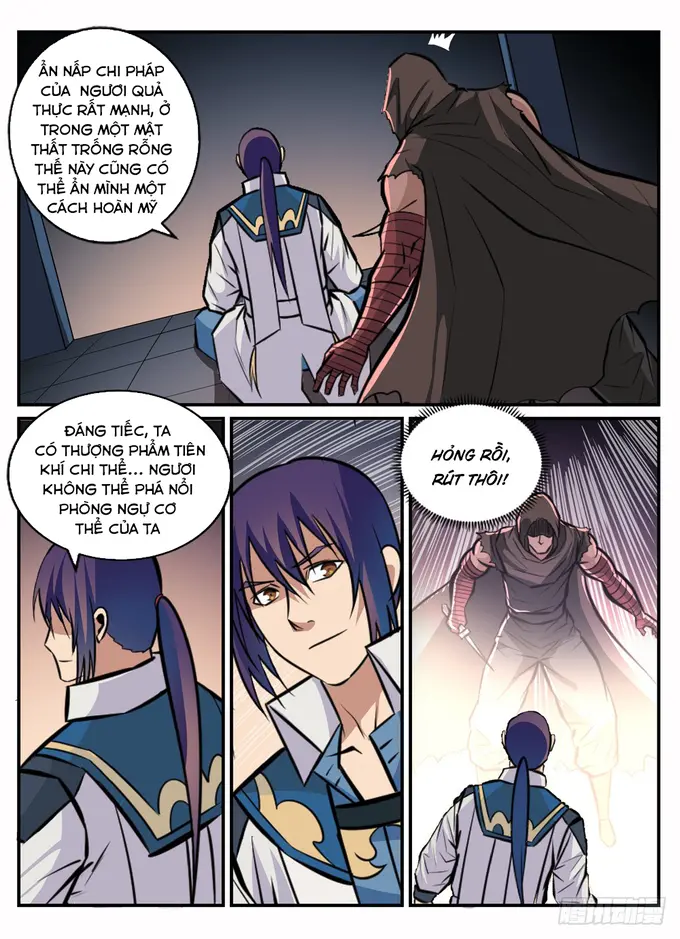 ẨN NẤP CHI PHÁP
CỦA NGƯƠI QUẢ
THỰC RẤT MẠNH, Ở
TRONG MỘT MẬT
THẤT TRỐNG RỖNG
THẾ NÀY CŨNG CÓ
THỂ ẨN MÌNH MỘT
CÁCH HOÀN MỸ
ĐÁNG TIẾC, TA
CÓ THƯỢNG PHẨM TIÊN
KHÍ CHI THỂ... NGƯƠI
KHÔNG THỂ PHÁ NỔI
PHÒNG NGỰ CƠ
THỂ CỦA TA
HỎNG RỒI,
RÚT THÔI!